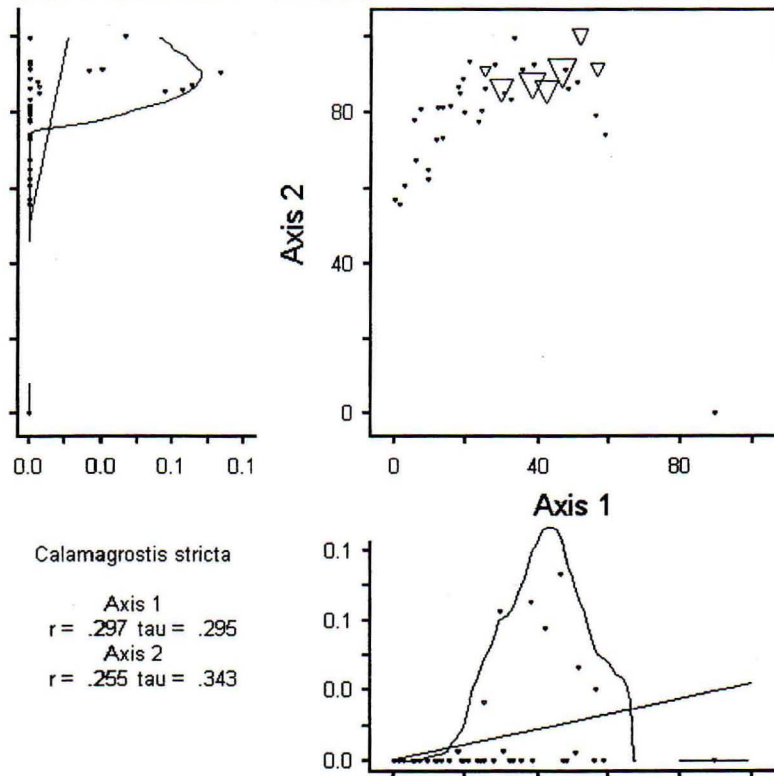 80
40
0
Axis 2
0.0 0.0 0.1 0.1
0 40 80
Axis 1
Calamagrostis stricta
Axis 1
r = .297 tau = .295
Axis 2
r = .255 tau = .343
0.1
0.1
0.0
0.0